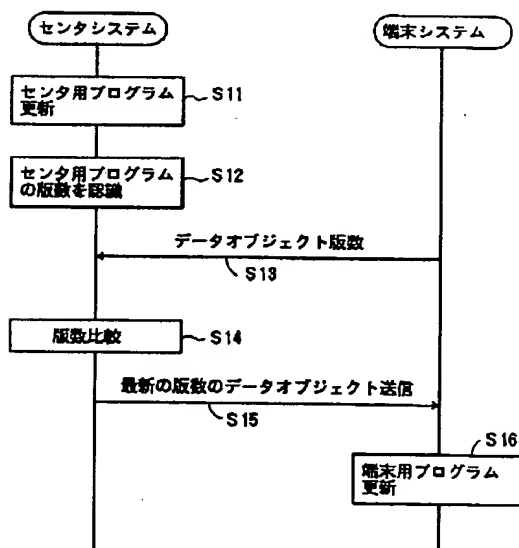 センタシステム
端末システム
センタ用プログラム
更新
S11
センタ用プログラム
の版数を認識
S12
データオブジェクト版数
S13
版数比較
S14
最新の版数のデータオブジェクト送信
S15
S16
端末用プログラム
更新